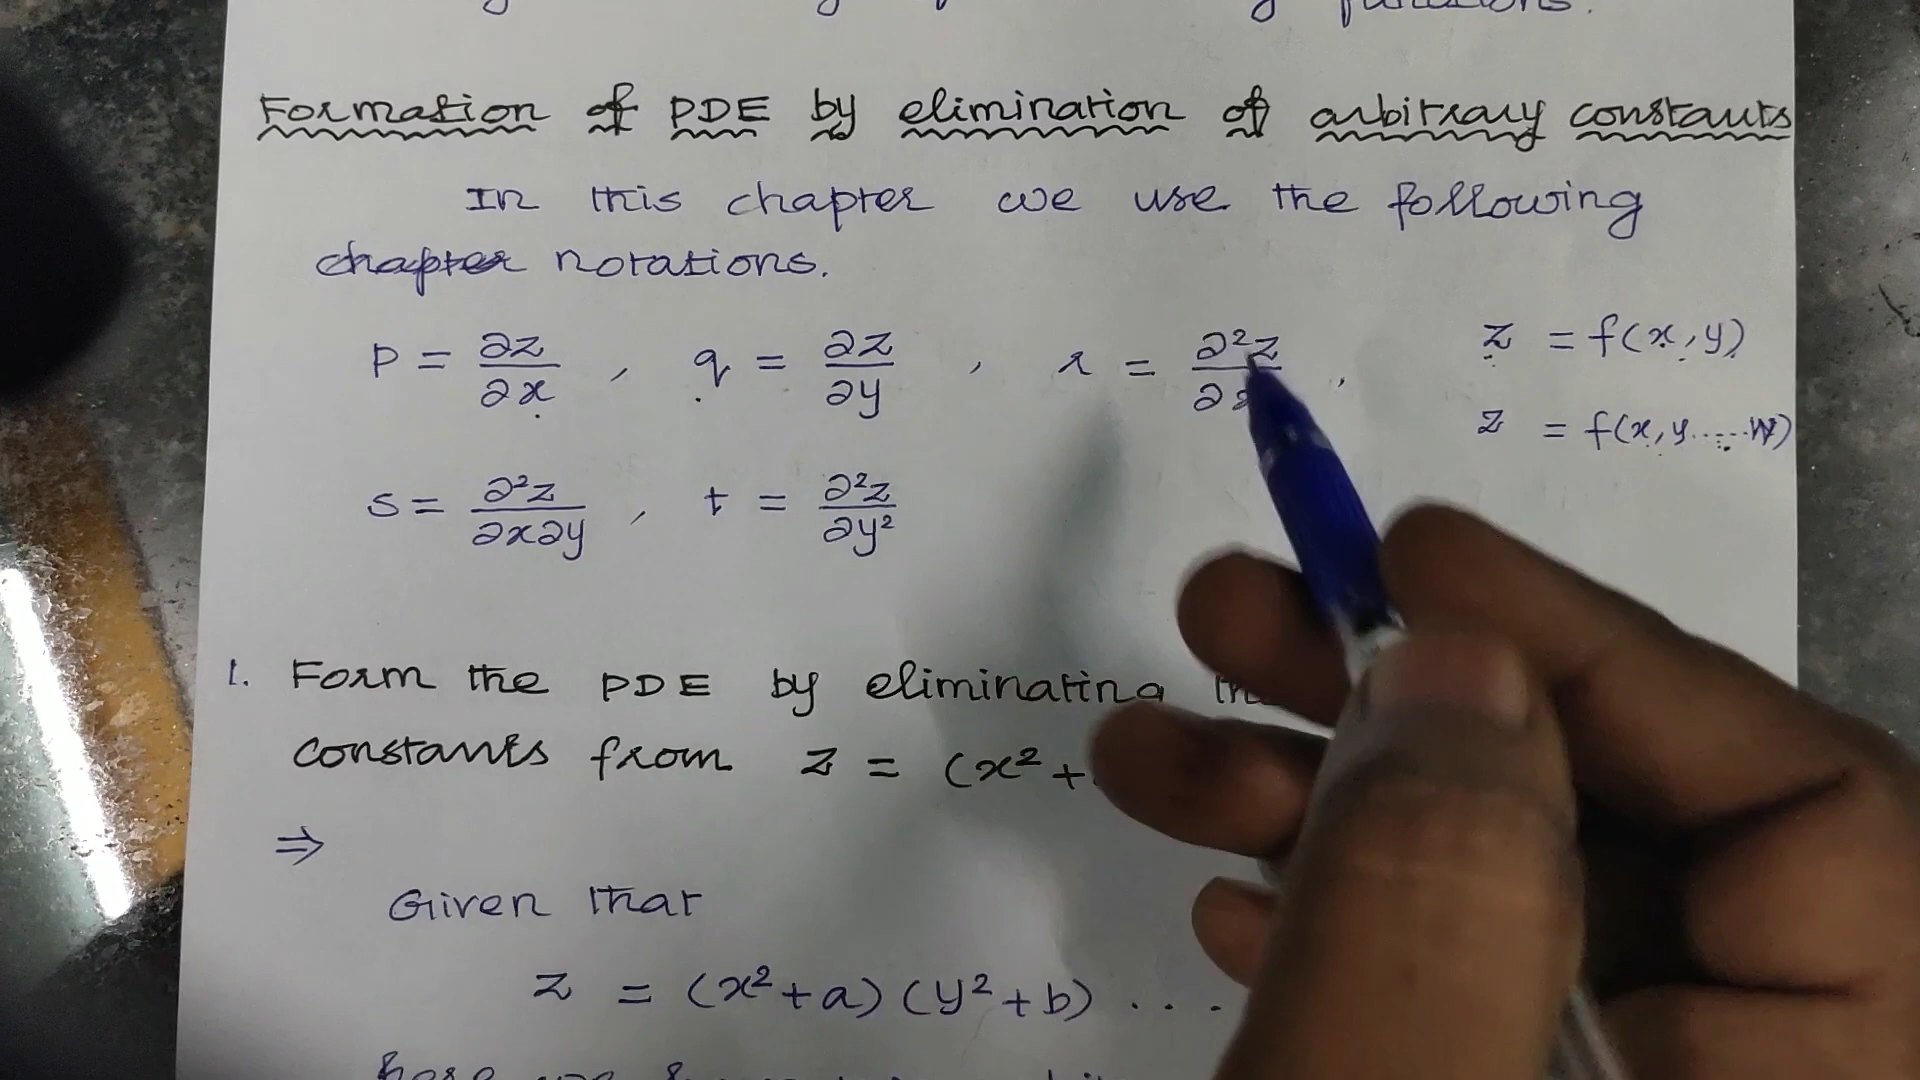 functions.
Formation of PDE by elimination of arbitrary constants
In this chapter we use the following
chapter notations.
p = ∂z/∂x , q = ∂z/∂y , r = ∂²z/∂ , z = f(x,y)
z = f(x,y.....)
s = ∂²z/∂x∂y , t = ∂²z/∂y²
1. Form the PDE by eliminating
constants from z = (x²+
⇒
Given that
z = (x²+a)(y²+b) ....